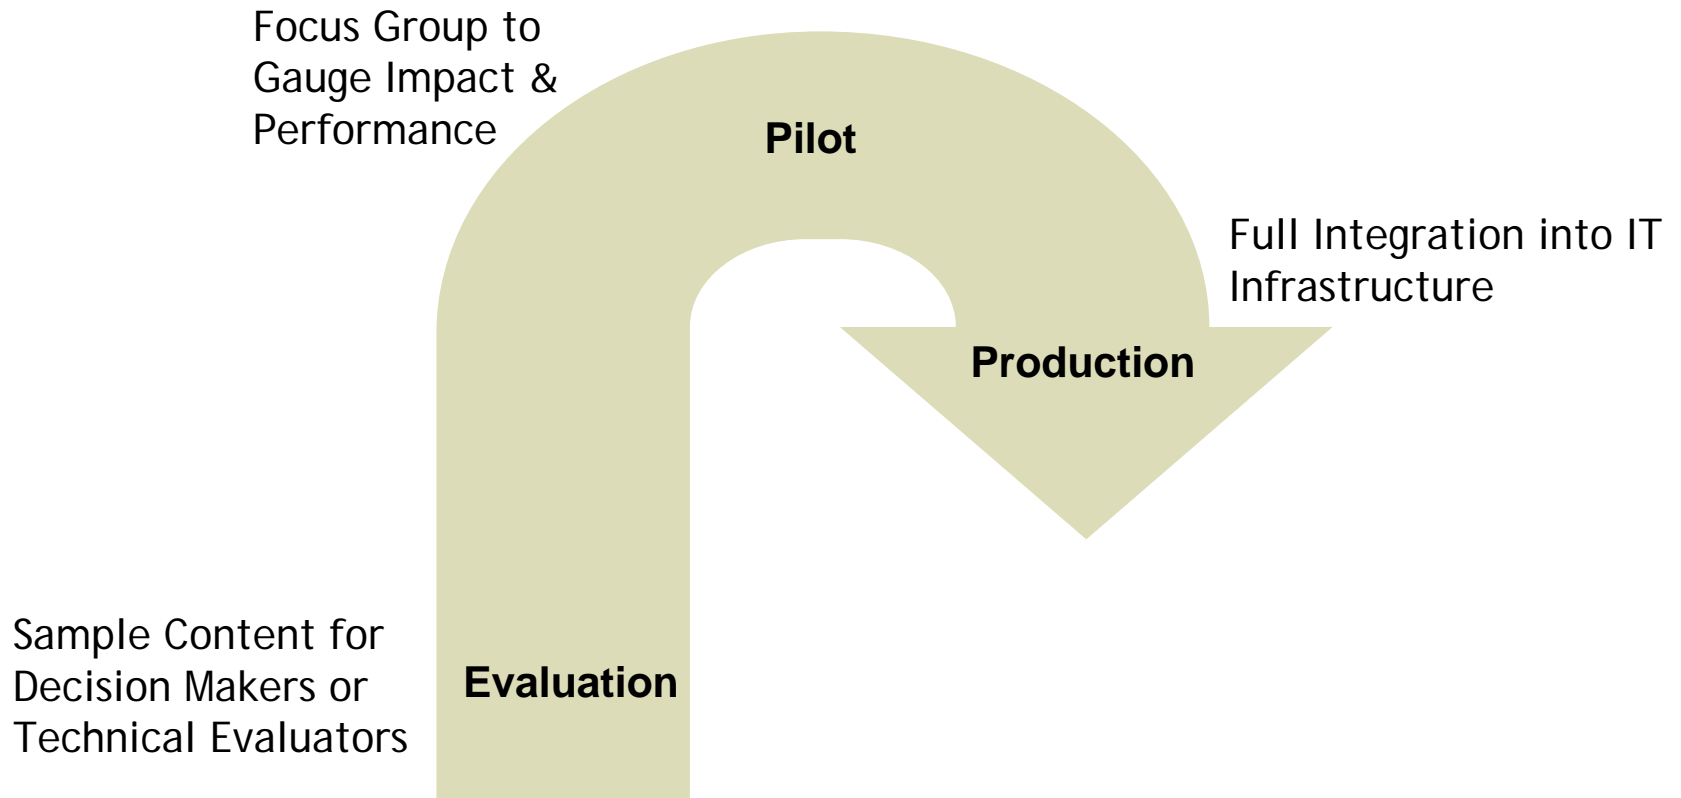 Focus Group to
Gauge Impact &
Performance
Pilot
Full Integration into IT
Infrastructure
Production
Sample Content for
Decision Makers or
Technical Evaluators
Evaluation